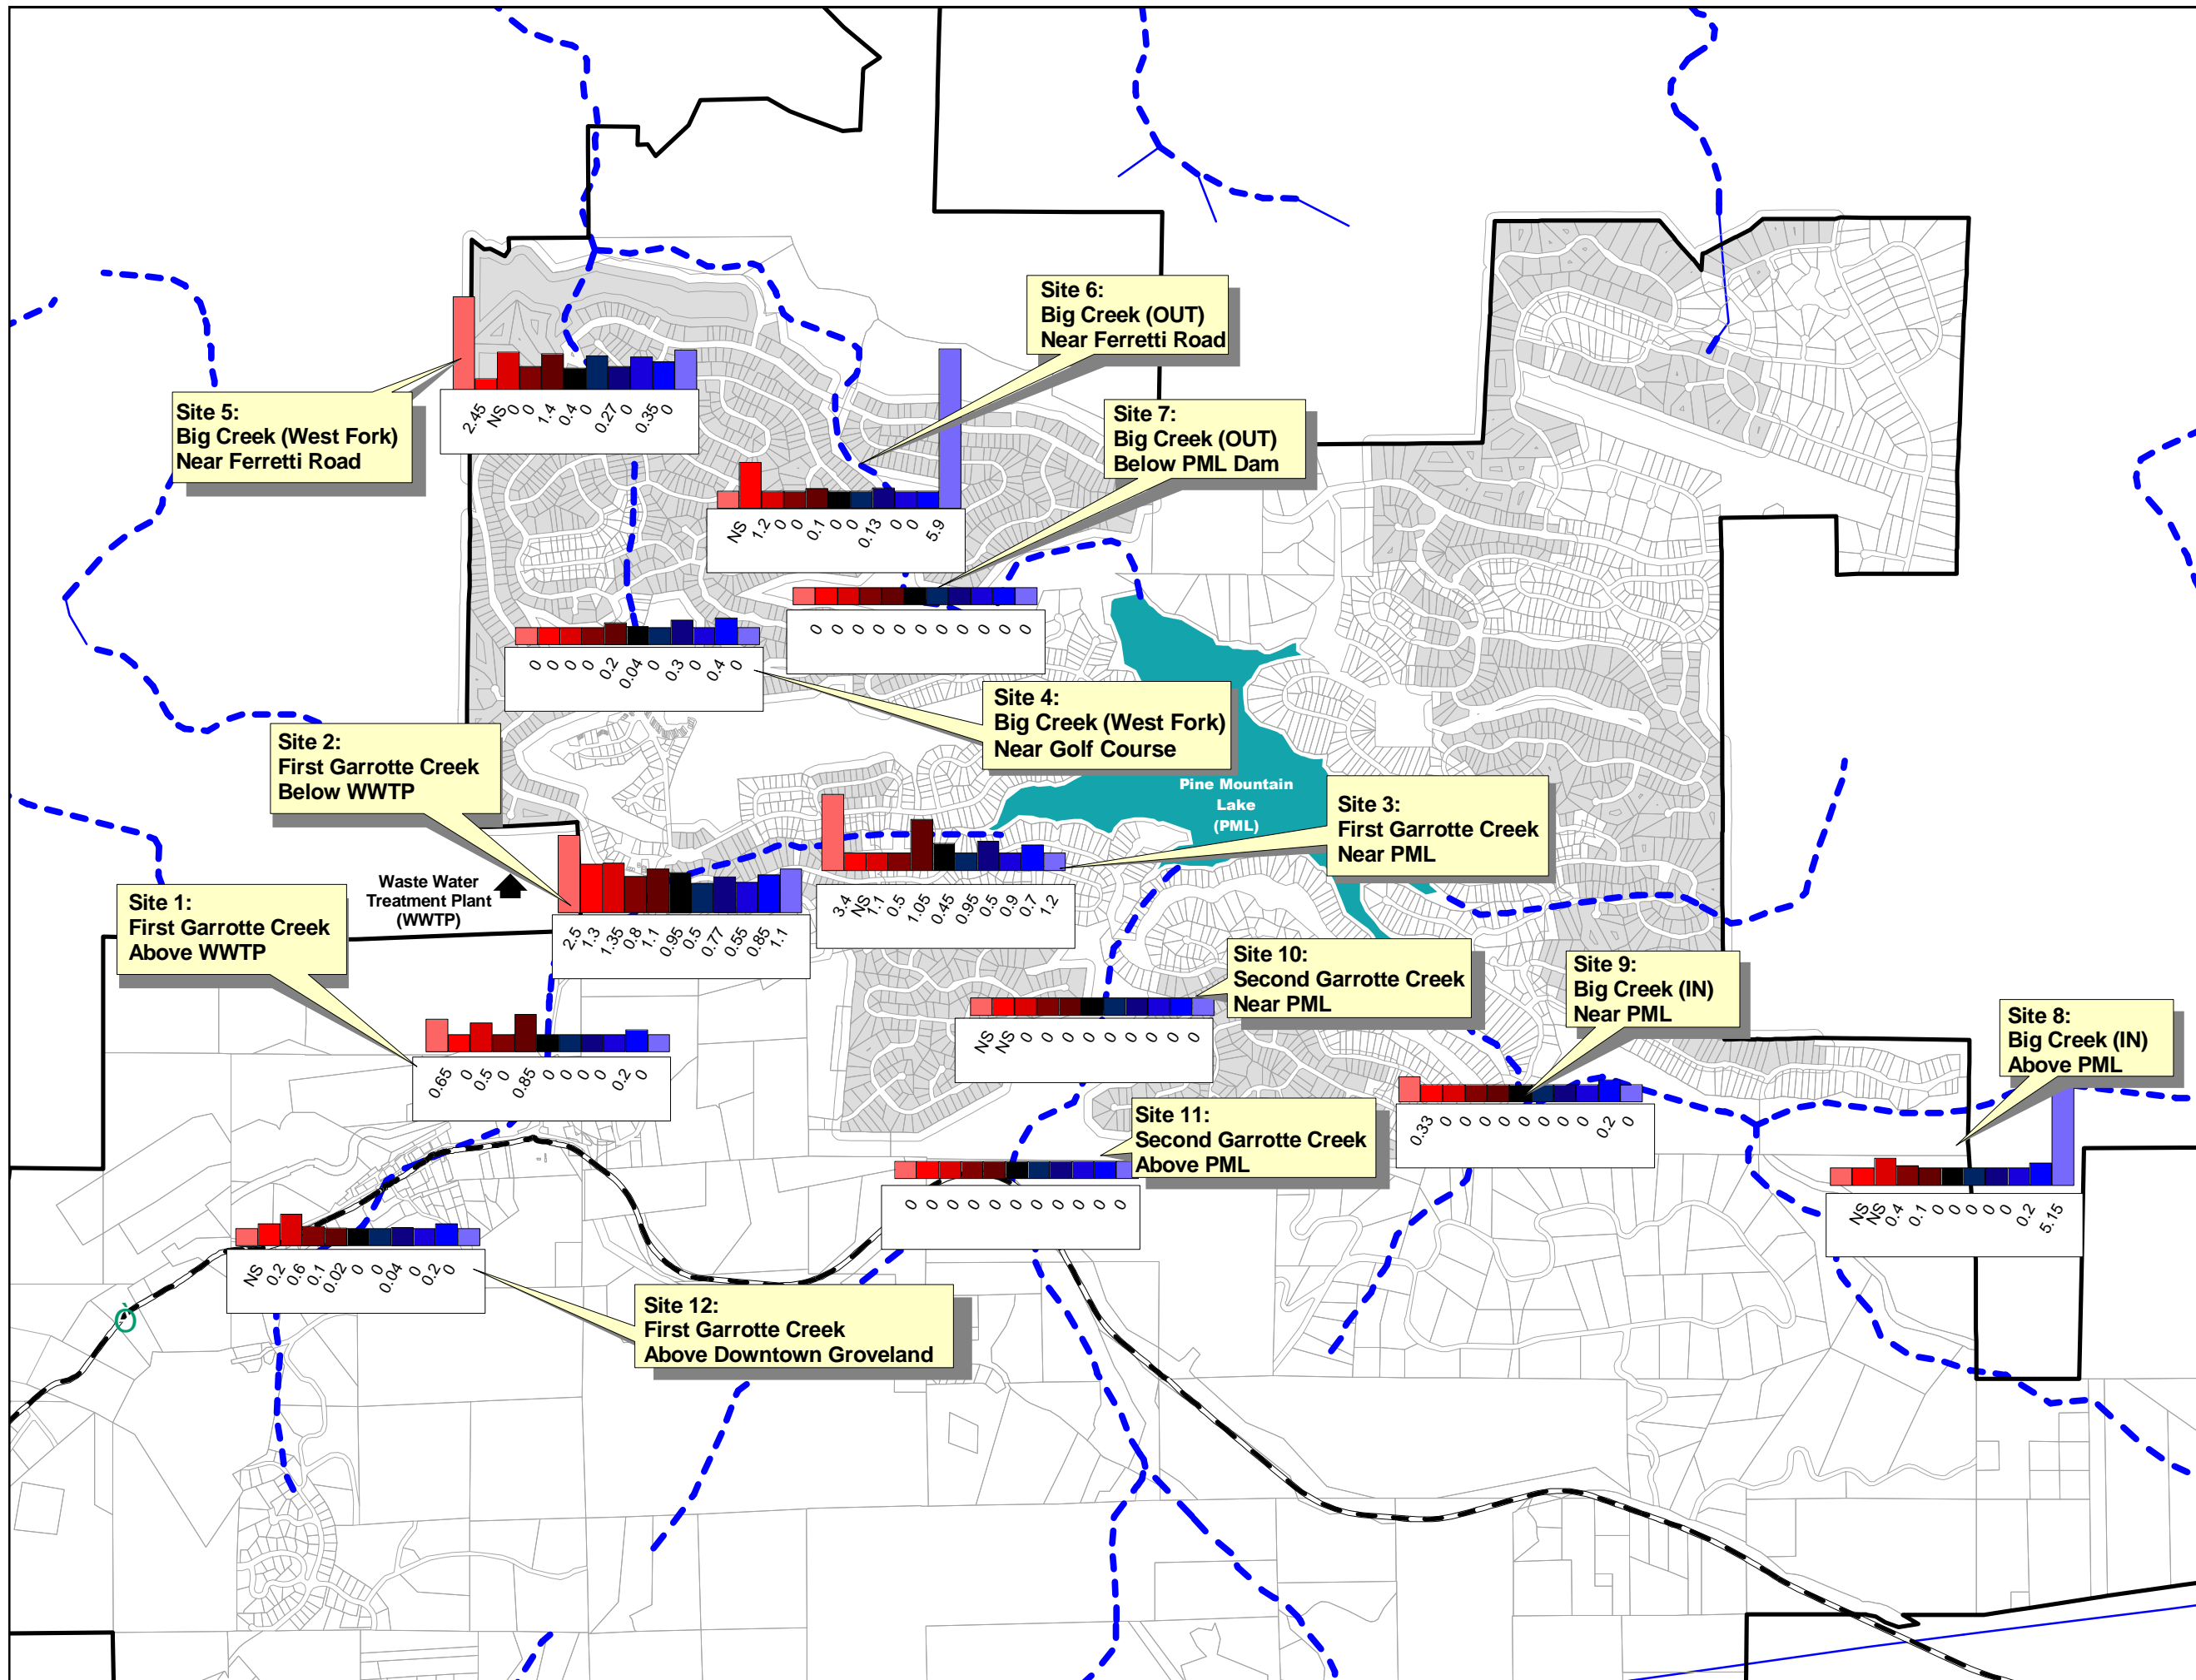 Site 6:
Big Creek (OUT)
Near Ferretti Road
Site 5:
Big Creek (West Fork)
Near Ferretti Road
2.45 NS 0 0 1.4 0.4 0 0.27 0 0.35 0
Site 7:
Big Creek (OUT)
Below PML Dam
NS 1.2 0 0 0.1 0 0 0.13 0 0 5.9
0 0 0 0 0 0 0 0 0 0 0
0 0 0 0 0.2 0.04 0 0.3 0 0.4 0
Site 4:
Big Creek (West Fork)
Near Golf Course
Site 2:
First Garrotte Creek
Below WWTP
Pine Mountain
Lake
(PML)
Site 3:
First Garrotte Creek
Near PML
Waste Water
Treatment Plant
(WWTP)
Site 1:
First Garrotte Creek
Above WWTP
2.5 1.3 1.35 0.8 1.1 0.95 0.5 0.77 0.55 0.85 1.1
3.4 NS 1.1 0.5 1.05 0.45 0.95 0.5 0.9 0.7 1.2
Site 10:
Second Garrotte Creek
Near PML
Site 9:
Big Creek (IN)
Near PML
Site 8:
Big Creek (IN)
Above PML
NS NS 0 0 0 0 0 0 0 0 0
0.65 0 0.5 0 0.85 0 0 0 0 0.2 0
Site 11:
Second Garrotte Creek
Above PML
0.33 0 0 0 0 0 0 0 0 0.2 0
0 0 0 0 0 0 0 0 0 0 0
NS NS 0.4 0.1 0 0 0 0 0 0.2 5.15
NS 0.2 0.6 0.1 0.02 0 0 0.04 0 0.2 0
Site 12:
First Garrotte Creek
Above Downtown Groveland